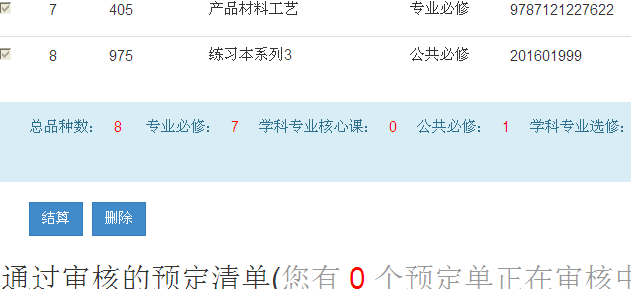 7 405 产品材料工艺 专业必修 9787121227622
8 975 练习本系列3 公共必修 201601999
总品种数： 8 专业必修： 7 学科专业核心课： 0 公共必修： 1 学科专业选修：
结算 删除
通过审核的预定清单(您有 0 个预定单正在审核中